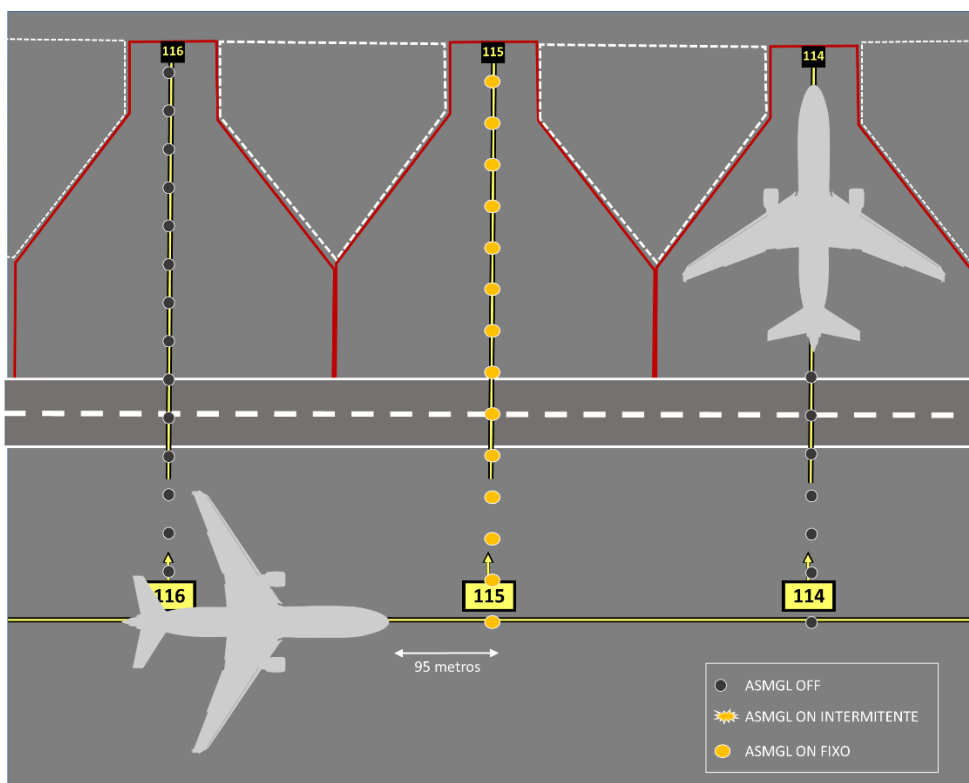 116
115
114
116
115
114
95 metros
ASMGL OFF
ASMGL ON INTERMITENTE
ASMGL ON FIXO